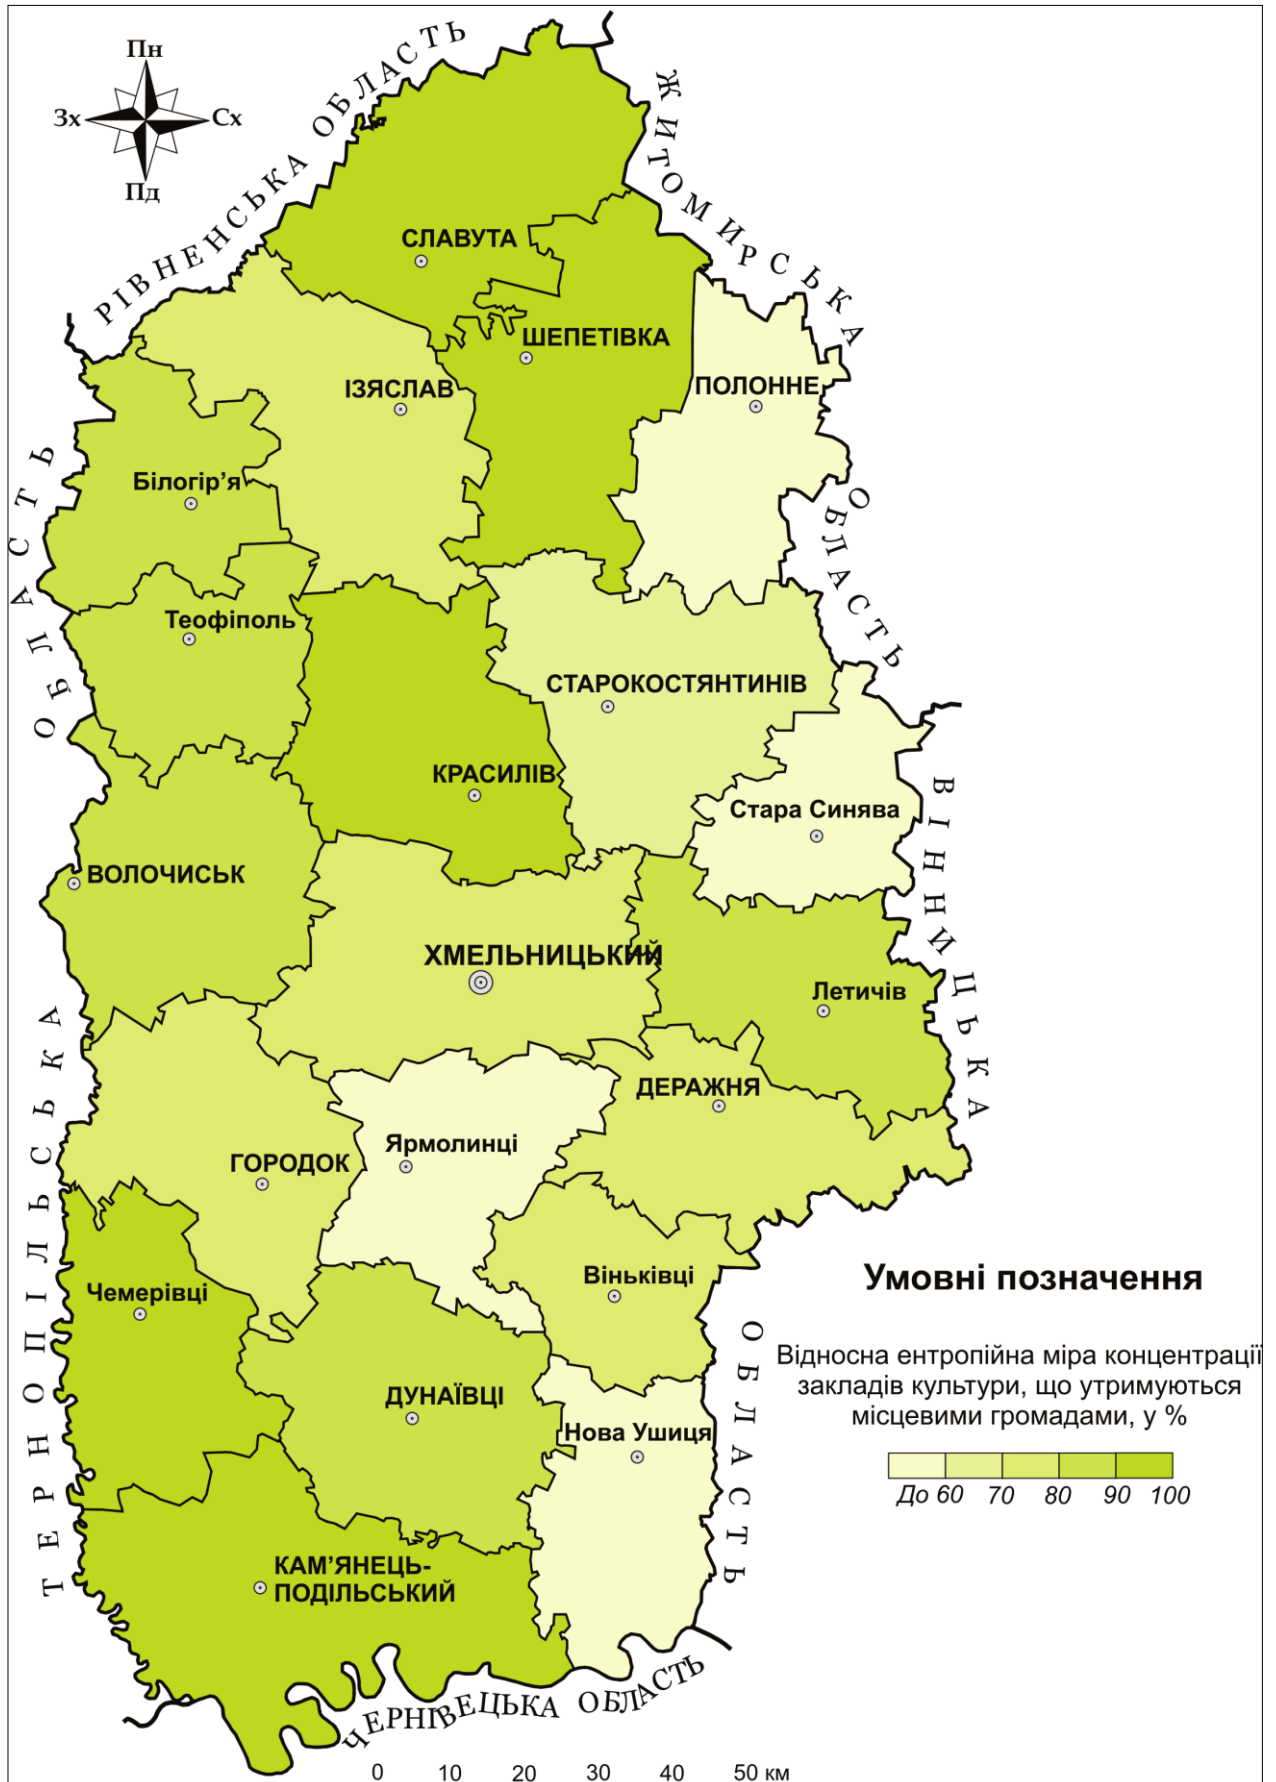 Пн
Зх
Сх
Пд
РІВНЕНСЬКА ОБЛАСТЬ
ЖИТОМИРСЬКА
ОБЛАСТЬ
СЛАВУТА
ШЕПЕТІВКА
ІЗЯСЛАВ
ПОЛОННЕ
Білогір’я
Теофіполь
СТАРОКОСТЯНТИНІВ
КРАСИЛІВ
Стара Синява
ВОЛОЧИСЬК
ХМЕЛЬНИЦЬКИЙ
Летичів
ДЕРАЖНЯ
Ярмолинці
ГОРОДОК
Віньківці
Чемерівці
ДУНАЇВЦІ
Нова Ушиця
КАМ’ЯНЕЦЬ-
ПОДІЛЬСЬКИЙ
ТЕРНОПІЛЬСЬКА
ОБЛАСТЬ
ВІННИЦЬКА
ОБЛАСТЬ
ЧЕРНІВЕЦЬКА ОБЛАСТЬ
Умовні позначення
Відносна ентропійна міра концентрації
закладів культури, що утримуються
місцевими громадами, у %
До 60 70 80 90 100
0 10 20 30 40 50 км